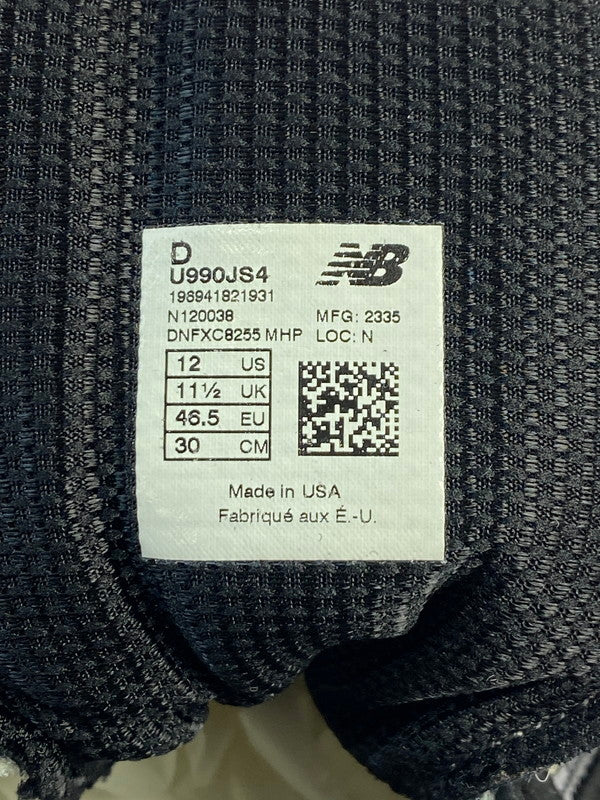 D
U990JS4
NB
196941821931
N120038 MFG: 2335
DNFXC8255 MHP LOC: N
12 US
11½ UK
46.5 EU
30 CM
Made in USA
Fabriqué aux É.-U.